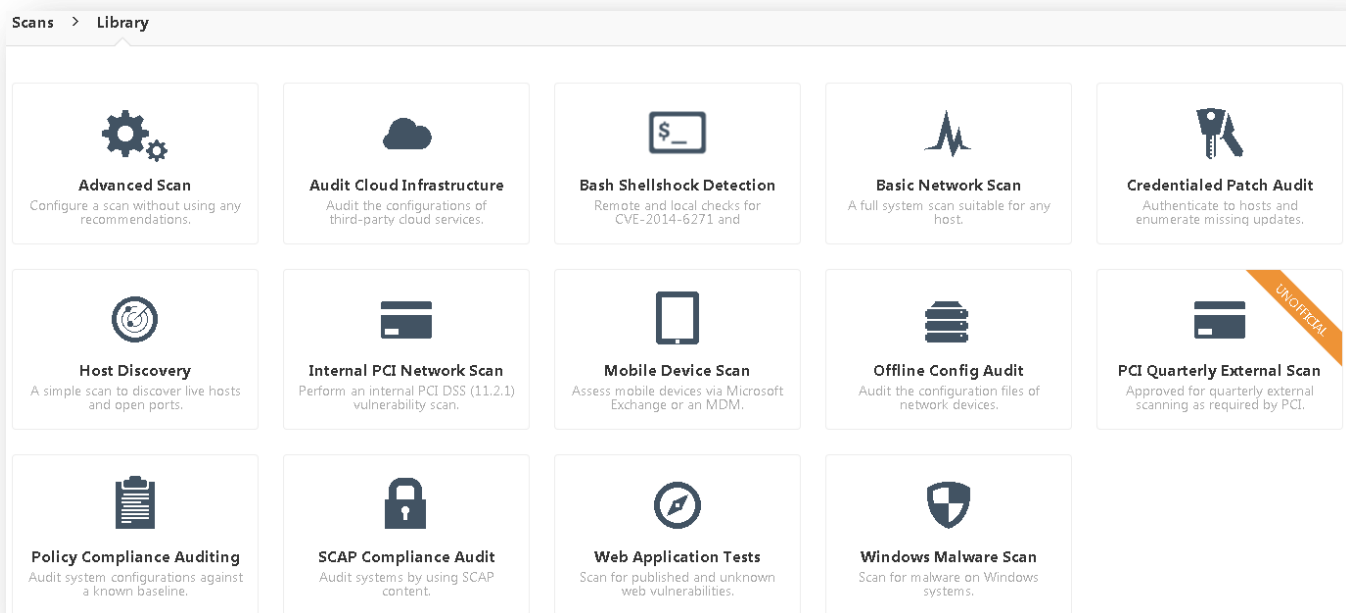 Scans > Library
Advanced Scan
Configure a scan without using any
recommendations.
Audit Cloud Infrastructure
Audit the configurations of
third-party cloud services.
$_
Bash Shellshock Detection
Remote and local checks for
CVE-2014-6271 and
Basic Network Scan
A full system scan suitable for any
host.
Credentialed Patch Audit
Authenticate to hosts and
enumerate missing updates.
Host Discovery
A simple scan to discover live hosts
and open ports.
Internal PCI Network Scan
Perform an internal PCI DSS (11.2.1)
vulnerability scan.
Mobile Device Scan
Assess mobile devices via Microsoft
Exchange or an MDM.
Offline Config Audit
Audit the configuration files of
network devices.
UNOFFICIAL
PCI Quarterly External Scan
Approved for quarterly external
scanning as required by PCI.
Policy Compliance Auditing
Audit system configurations against
a known baseline.
SCAP Compliance Audit
Audit systems by using SCAP
content.
Web Application Tests
Scan for published and unknown
web vulnerabilities.
Windows Malware Scan
Scan for malware on Windows
systems.